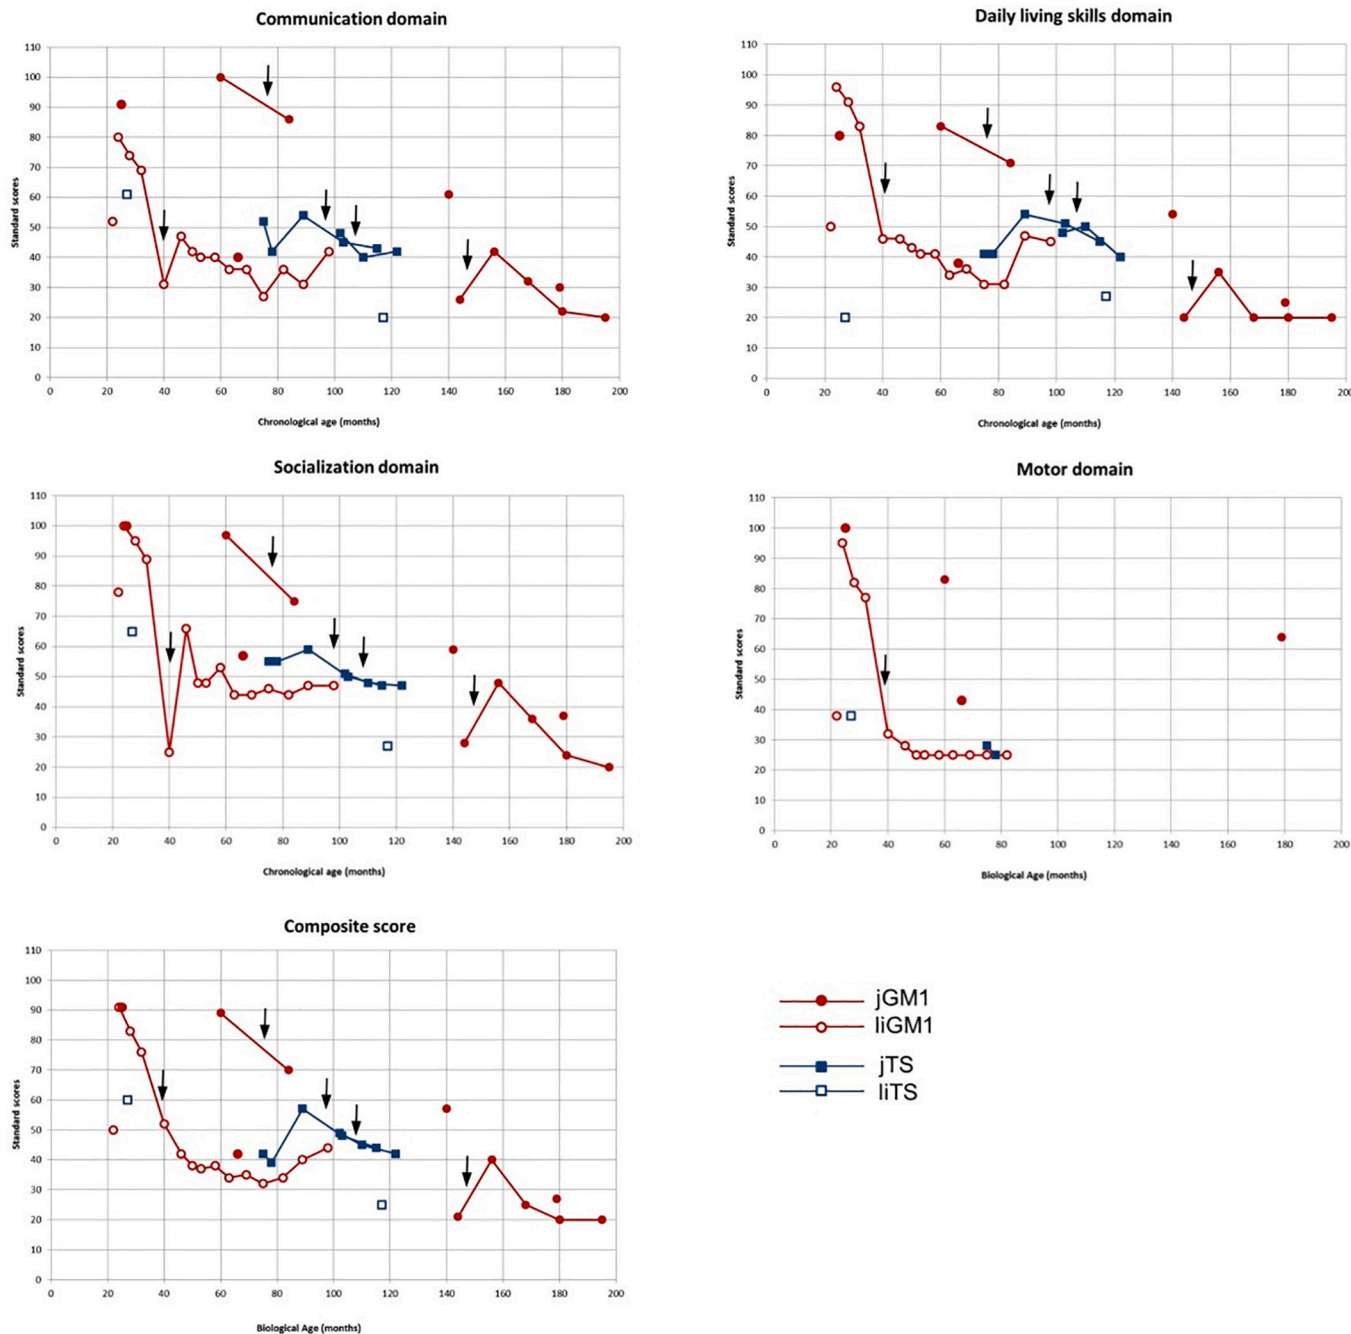 Communication domain
110
100
90
80
70
60
50
40
30
20
10
0
Standard scores
0 20 40 60 80 100 120 140 160 180 200
Chronological age (months)
Daily living skills domain
110
100
90
80
70
60
50
40
30
20
10
0
Standard scores
0 20 40 60 80 100 120 140 160 180 200
Chronological age (months)
Socialization domain
110
100
90
80
70
60
50
40
30
20
10
0
Standard scores
0 20 40 60 80 100 120 140 160 180 200
Chronological age (months)
Motor domain
110
100
90
80
70
60
50
40
30
20
10
0
Standard scores
0 20 40 60 80 100 120 140 160 180 200
Biological Age (months)
Composite score
110
100
90
80
70
60
50
40
30
20
10
0
Standard scores
0 20 40 60 80 100 120 140 160 180 200
Biological Age (months)
jGM1
liGM1
jTS
liTS